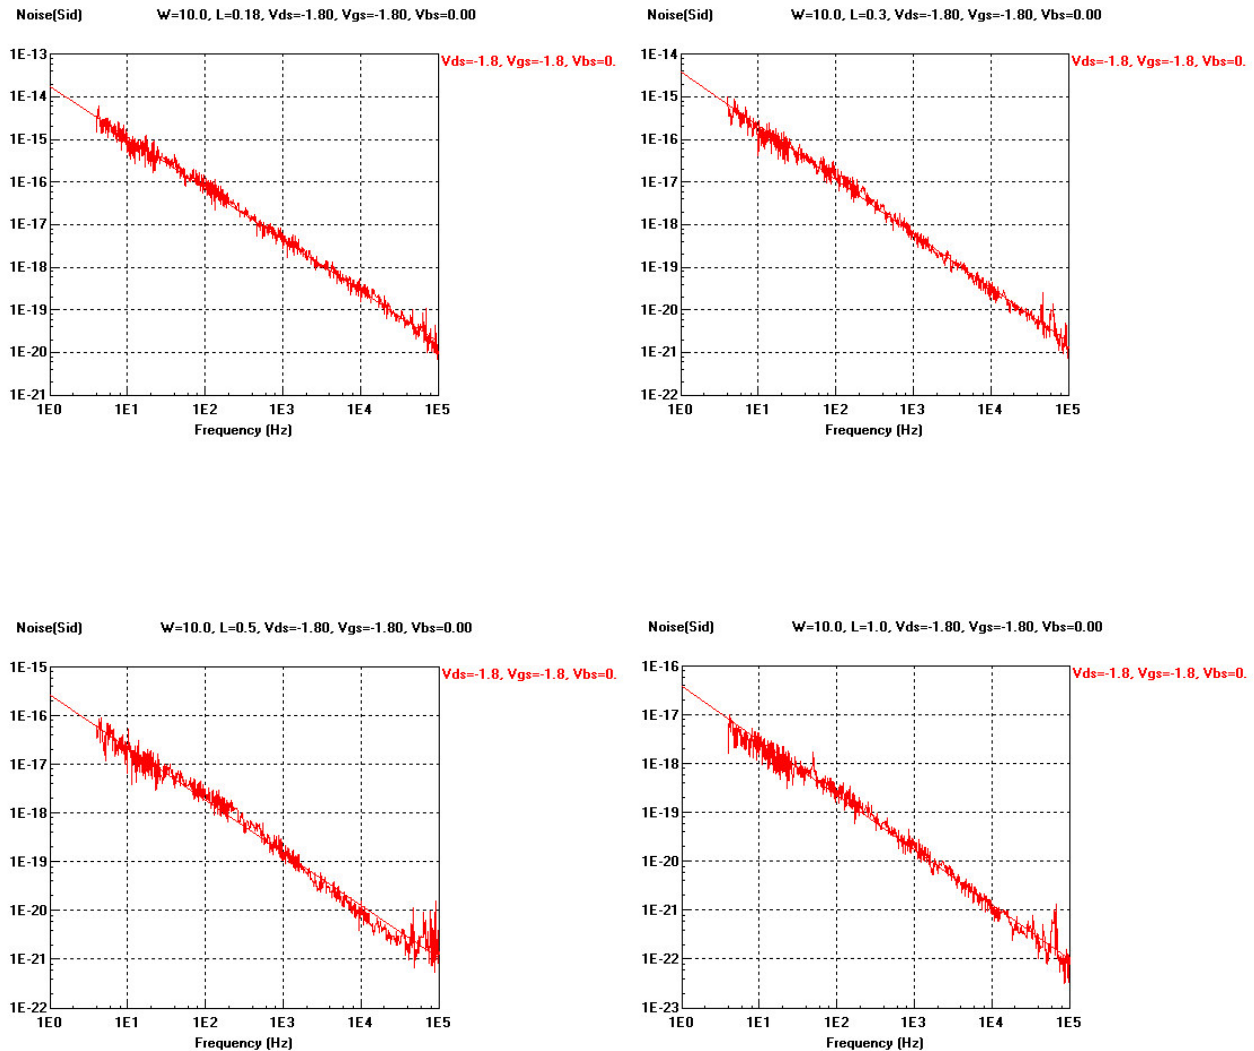 Noise(Sid) W=10.0, L=0.18, Vds=-1.80, Vgs=-1.80, Vbs=0.00
Vds=-1.8, Vgs=-1.8, Vbs=0.
1E-13
1E-14
1E-15
1E-16
1E-17
1E-18
1E-19
1E-20
1E-21
1E0 1E1 1E2 1E3 1E4 1E5
Frequency (Hz)
Noise(Sid) W=10.0, L=0.3, Vds=-1.80, Vgs=-1.80, Vbs=0.00
Vds=-1.8, Vgs=-1.8, Vbs=0.
1E-14
1E-15
1E-16
1E-17
1E-18
1E-19
1E-20
1E-21
1E-22
1E0 1E1 1E2 1E3 1E4 1E5
Frequency (Hz)
Noise(Sid) W=10.0, L=0.5, Vds=-1.80, Vgs=-1.80, Vbs=0.00
Vds=-1.8, Vgs=-1.8, Vbs=0.
1E-15
1E-16
1E-17
1E-18
1E-19
1E-20
1E-21
1E-22
1E0 1E1 1E2 1E3 1E4 1E5
Frequency (Hz)
Noise(Sid) W=10.0, L=1.0, Vds=-1.80, Vgs=-1.80, Vbs=0.00
Vds=-1.8, Vgs=-1.8, Vbs=0.
1E-16
1E-17
1E-18
1E-19
1E-20
1E-21
1E-22
1E-23
1E0 1E1 1E2 1E3 1E4 1E5
Frequency (Hz)